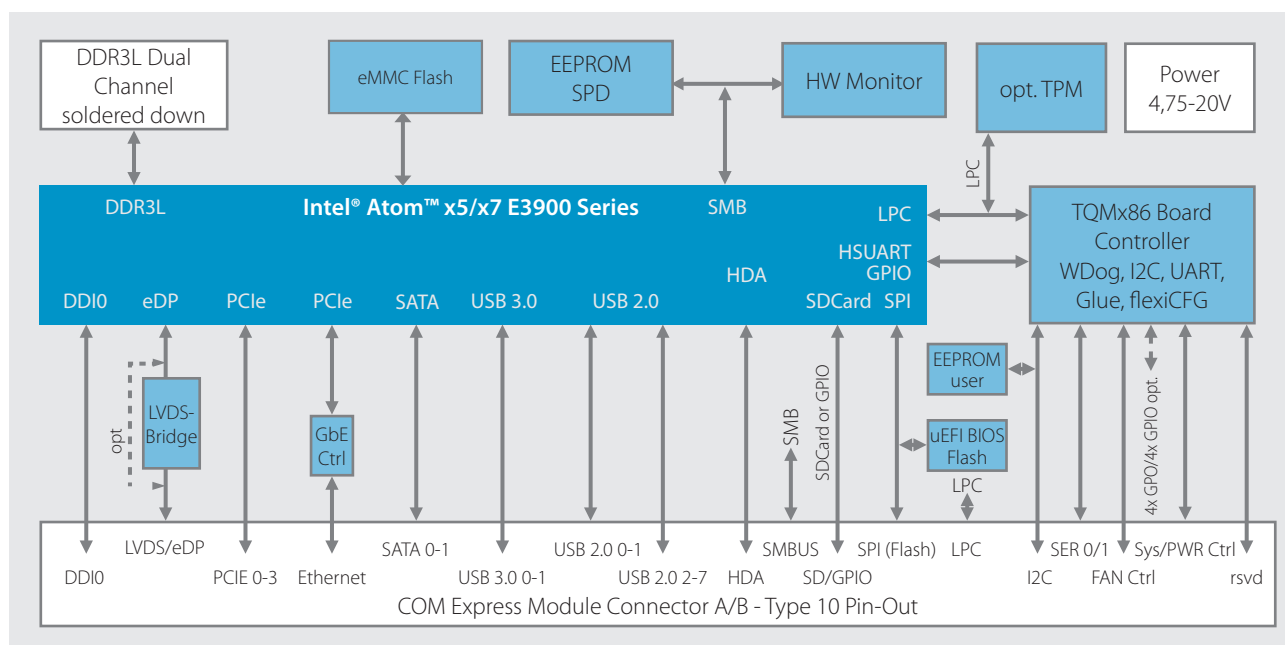 DDR3L Dual
Channel
soldered down
eMMC Flash
EEPROM
SPD
HW Monitor
opt. TPM
Power
4,75-20V
LPC
DDR3L
Intel® Atom™ x5/x7 E3900 Series
SMB
LPC
HSUART
GPIO
HDA
DDI0
eDP
PCIe
PCIe
SATA
USB 3.0
USB 2.0
SDCard
SPI
TQMx86 Board
Controller
WDog, I2C, UART,
Glue, flexiCFG
opt
LVDS-
Bridge
GbE
Ctrl
SMB
SDCard or GPIO
EEPROM
user
uEFI BIOS
Flash
LPC
4x GPO/4x GPIO opt.
LVDS/eDP
SATA 0-1
USB 2.0 0-1
SMBUS
SPI (Flash)
LPC
SER 0/1
Sys/PWR Ctrl
DDI0
PCIE 0-3
Ethernet
USB 3.0 0-1
USB 2.0 2-7
HDA
SD/GPIO
I2C
FAN Ctrl
rsvd
COM Express Module Connector A/B - Type 10 Pin-Out